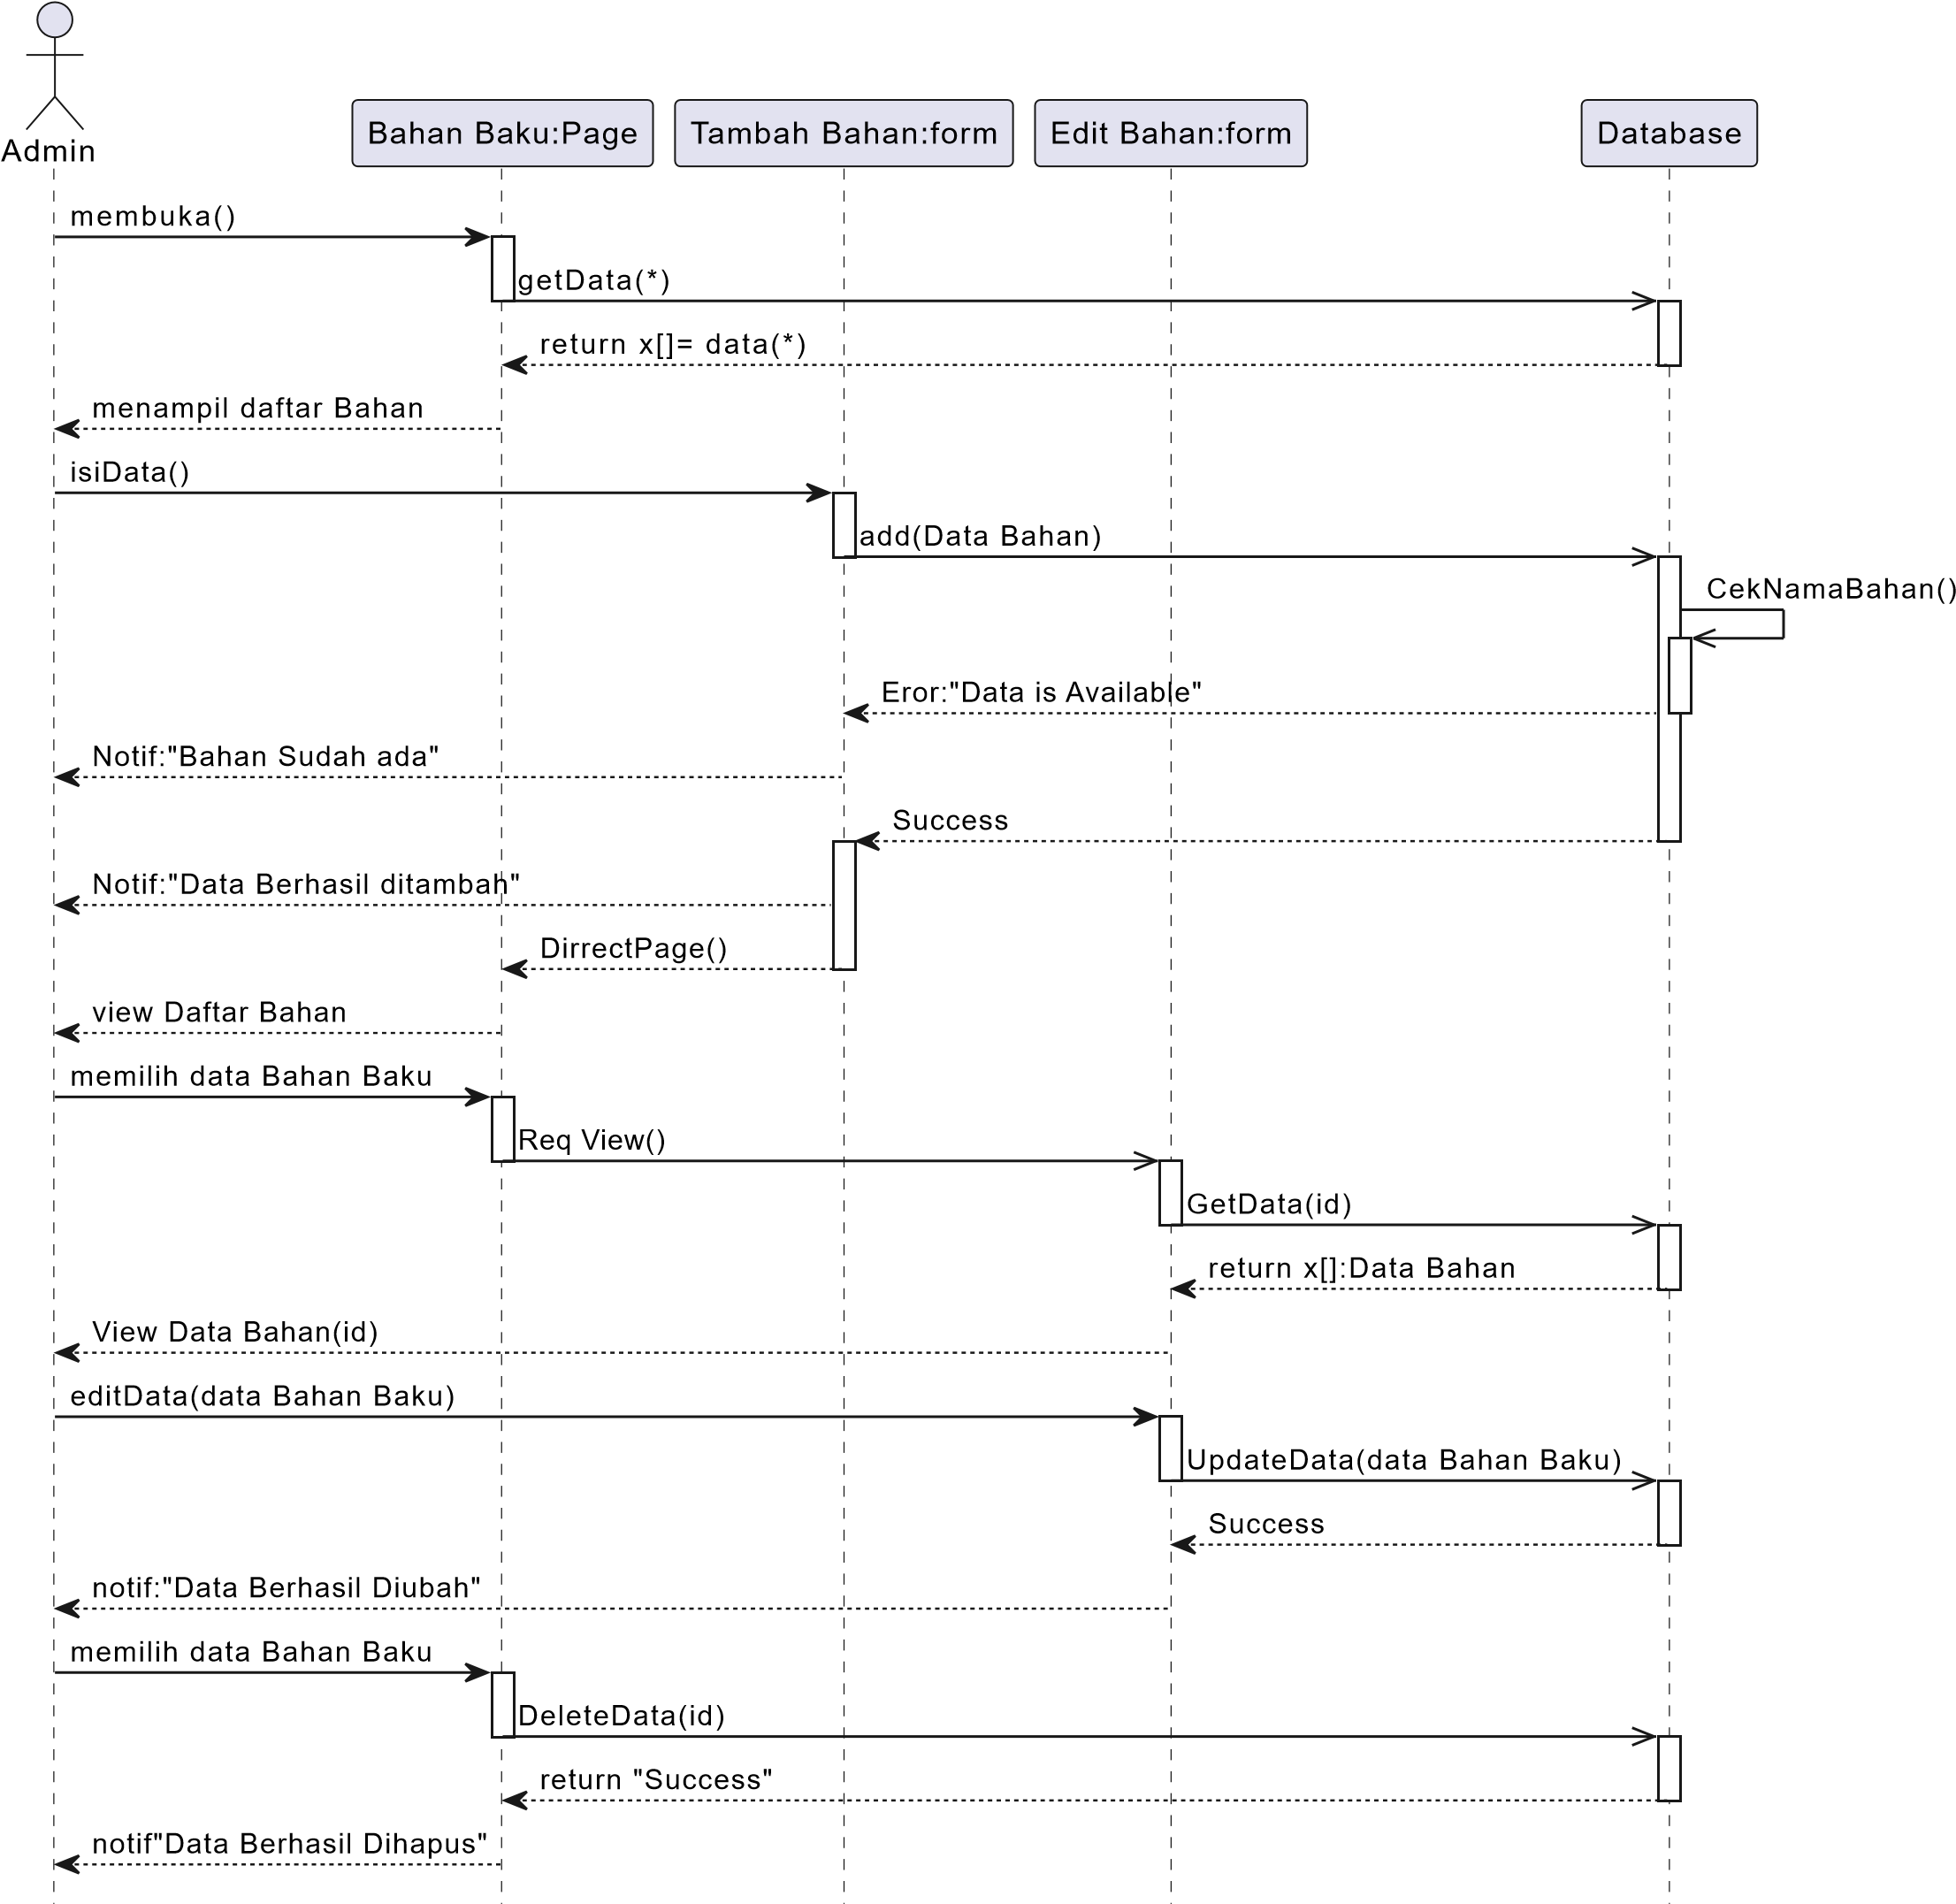 Admin
Bahan Baku:Page
Tambah Bahan:form
Edit Bahan:form
Database
membuka()
getData(*)
return x[]= data(*)
menampil daftar Bahan
isiData()
add(Data Bahan)
CekNamaBahan()
Eror:"Data is Available"
Notif:"Bahan Sudah ada"
Success
Notif:"Data Berhasil ditambah"
DirrectPage()
view Daftar Bahan
memilih data Bahan Baku
Req View()
GetData(id)
return x[]:Data Bahan
View Data Bahan(id)
editData(data Bahan Baku)
UpdateData(data Bahan Baku)
Success
notif:"Data Berhasil Diubah"
memilih data Bahan Baku
DeleteData(id)
return "Success"
notif"Data Berhasil Dihapus"